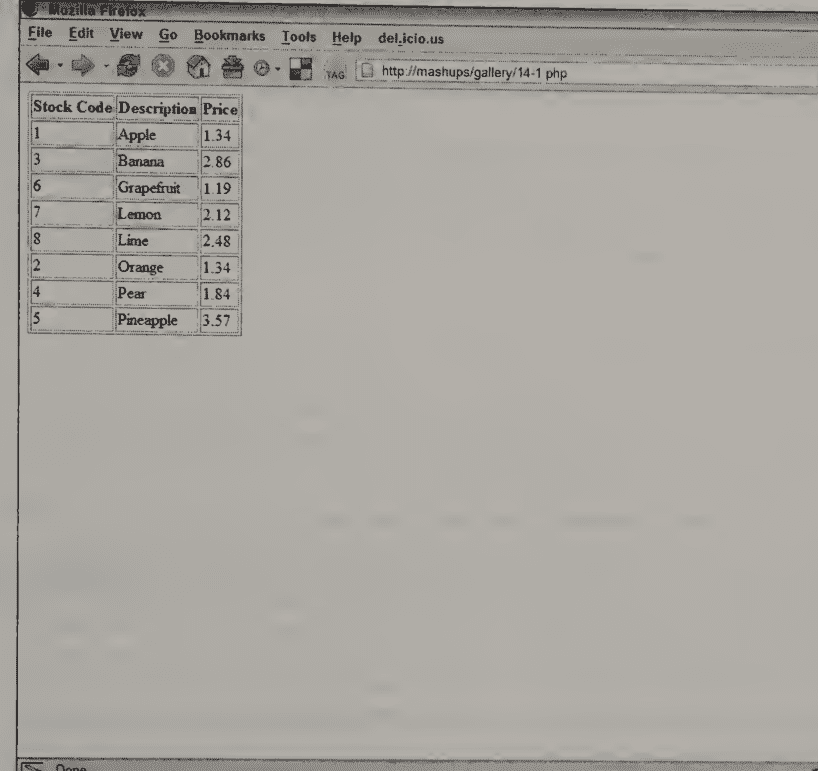 Mozilla Firefox
File Edit View Go Bookmarks Tools Help del.icio.us
TAG http://mashups/gallery/14-1 php
Stock Code Description Price
1 Apple 1.34
3 Banana 2.86
6 Grapefruit 1.19
7 Lemon 2.12
8 Lime 2.48
2 Orange 1.34
4 Pear 1.84
5 Pineapple 3.57
Done